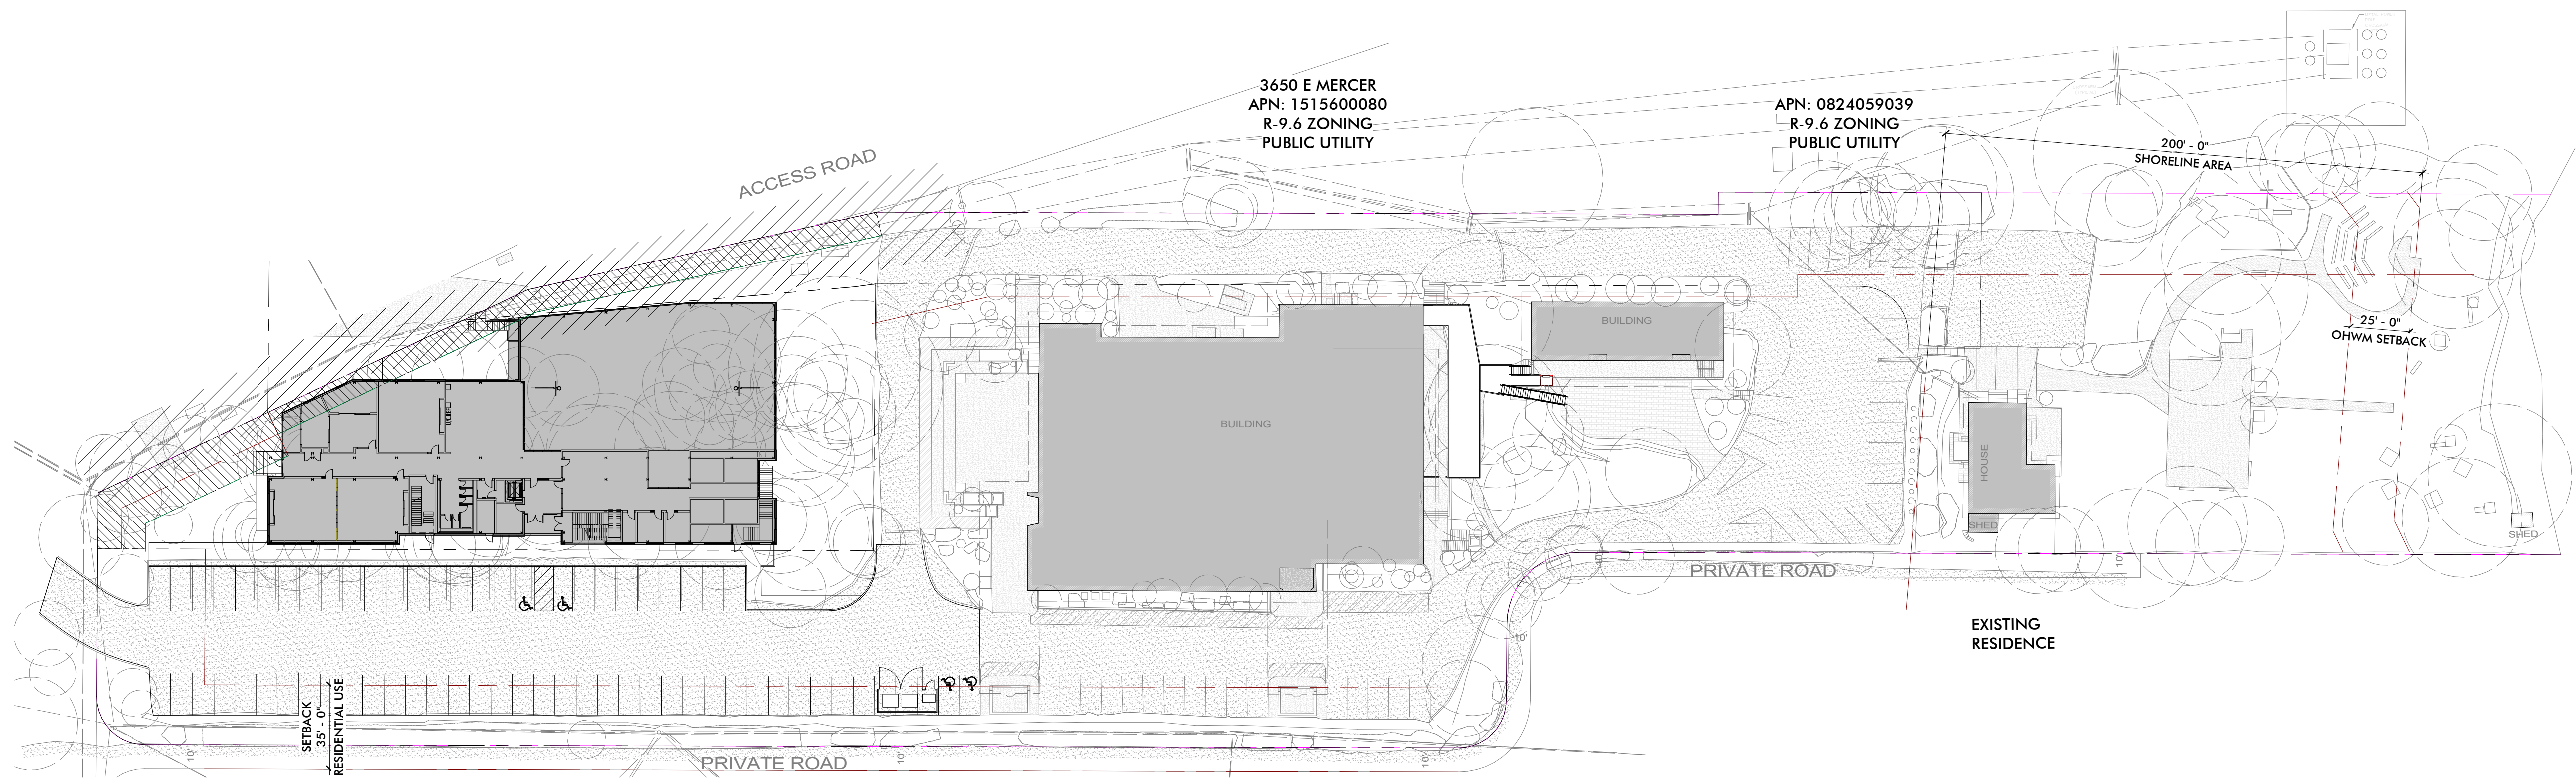 3650 E MERCER
APN: 1515600080
R-9.6 ZONING
PUBLIC UTILITY
APN: 0824059039
R-9.6 ZONING
PUBLIC UTILITY
200' - 0"
SHORELINE AREA
ACCESS ROAD
BUILDING
25' - 0"
OHWM SETBACK
BUILDING
HOUSE
SHED
SHED
PRIVATE ROAD
10'
10'
EXISTING
RESIDENCE
10'
SETBACK
35' - 0"
RESIDENTIAL USE
10'
10'
10'
PRIVATE ROAD